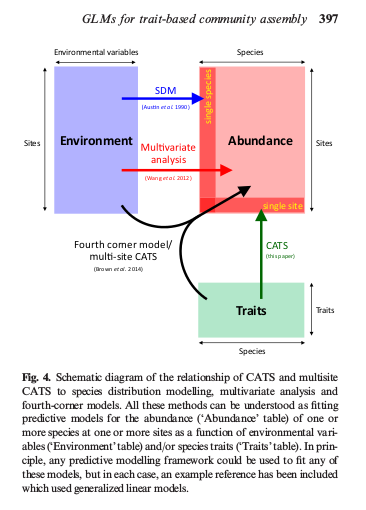 GLMs for trait-based community assembly 397
Environmental variables
Species
SDM
(Austin et al. 1990)
single species
Sites
Environment
Abundance
Sites
Multivariate
analysis
(Wang et al. 2012)
single site
Fourth corner model/
multi-site CATS
(Brown et al. 2014)
CATS
(this paper)
Traits
Traits
Species
Fig. 4. Schematic diagram of the relationship of CATS and multisite
CATS to species distribution modelling, multivariate analysis and
fourth-corner models. All these methods can be understood as fitting
predictive models for the abundance (‘Abundance’ table) of one or
more species at one or more sites as a function of environmental vari-
ables (‘Environment’ table) and/or species traits (‘Traits’ table). In prin-
ciple, any predictive modelling framework could be used to fit any of
these models, but in each case, an example reference has been included
which used generalized linear models.